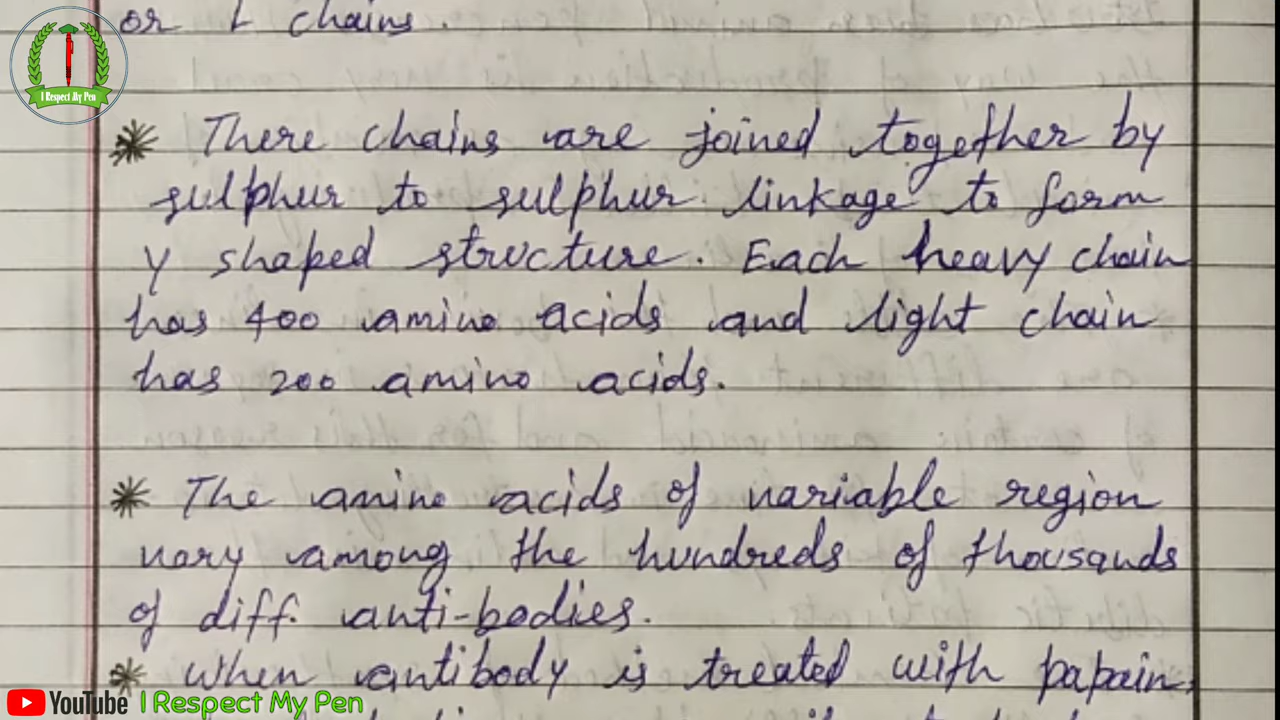 or L chains.
I Respect My Pen
* There chains are joined together by
sulphur to sulphur linkage to form
y shaped structure. Each heavy chain
has 400 amino acids and light chain
has 200 amino acids.
* The amino acids of variable region
vary among the hundreds of thousands
of diff. anti-bodies.
* When antibody is treated with papain,
YouTube I Respect My Pen